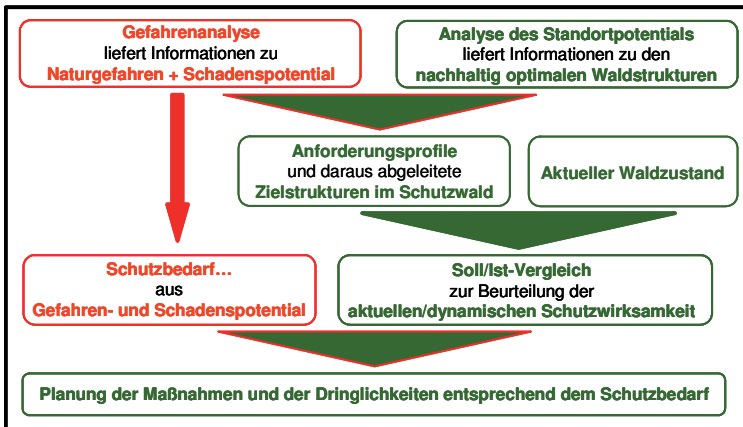 Gefahrenanalyse
liefert Informationen zu
Naturgefahren + Schadenspotential
Analyse des Standortpotentials
liefert Informationen zu den
nachhaltig optimalen Waldstrukturen
Anforderungsprofile
und daraus abgeleitete
Zielstrukturen im Schutzwald
Aktueller Waldzustand
Schutzbedarf...
aus
Gefahren- und Schadenspotential
Soll/Ist-Vergleich
zur Beurteilung der
aktuellen/dynamischen Schutzwirksamkeit
Planung der Maßnahmen und der Dringlichkeiten entsprechend dem Schutzbedarf